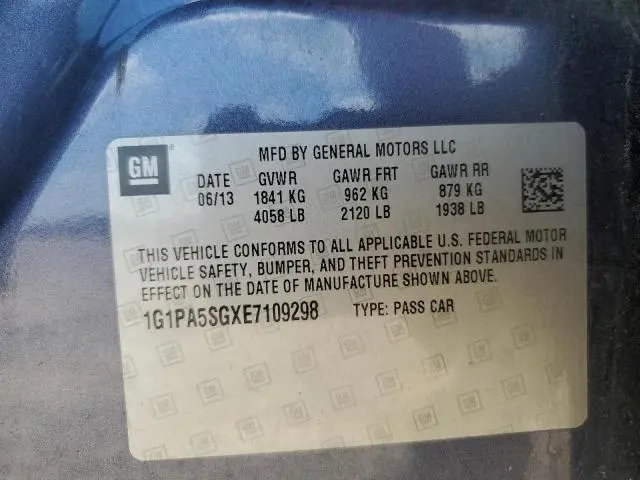 GM
MFD BY GENERAL MOTORS LLC
DATE GVWR GAWR FRT GAWR RR
06/13 1841 KG 962 KG 879 KG
4058 LB 2120 LB 1938 LB
THIS VEHICLE CONFORMS TO ALL APPLICABLE U.S. FEDERAL MOTOR
VEHICLE SAFETY, BUMPER, AND THEFT PREVENTION STANDARDS IN
EFFECT ON THE DATE OF MANUFACTURE SHOWN ABOVE.
1G1PA5SGXE7109298 TYPE: PASS CAR